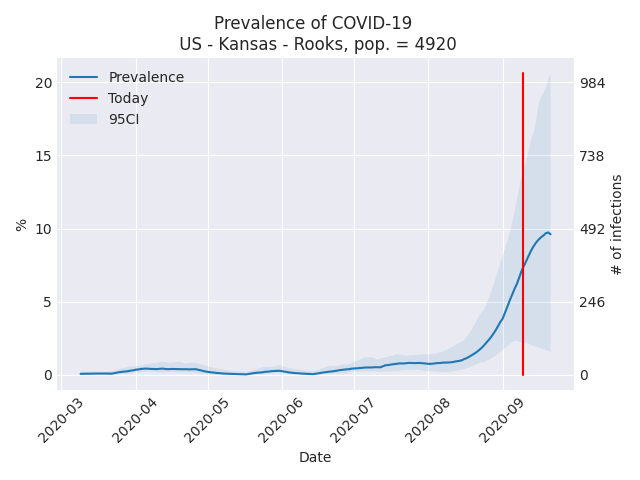 Prevalence of COVID-19
US - Kansas - Rooks, pop. = 4920
Prevalence
Today
95CI
20
15
10
5
0
%
984
738
492
246
0
# of infections
2020-03
2020-04
2020-05
2020-06
2020-07
2020-08
2020-09
Date